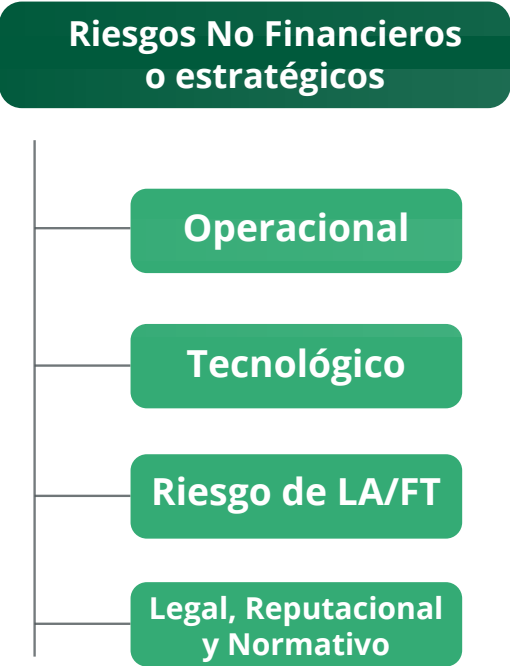 Riesgos No Financieros
o estratégicos
Operacional
Tecnológico
Riesgo de LA/FT
Legal, Reputacional
y Normativo